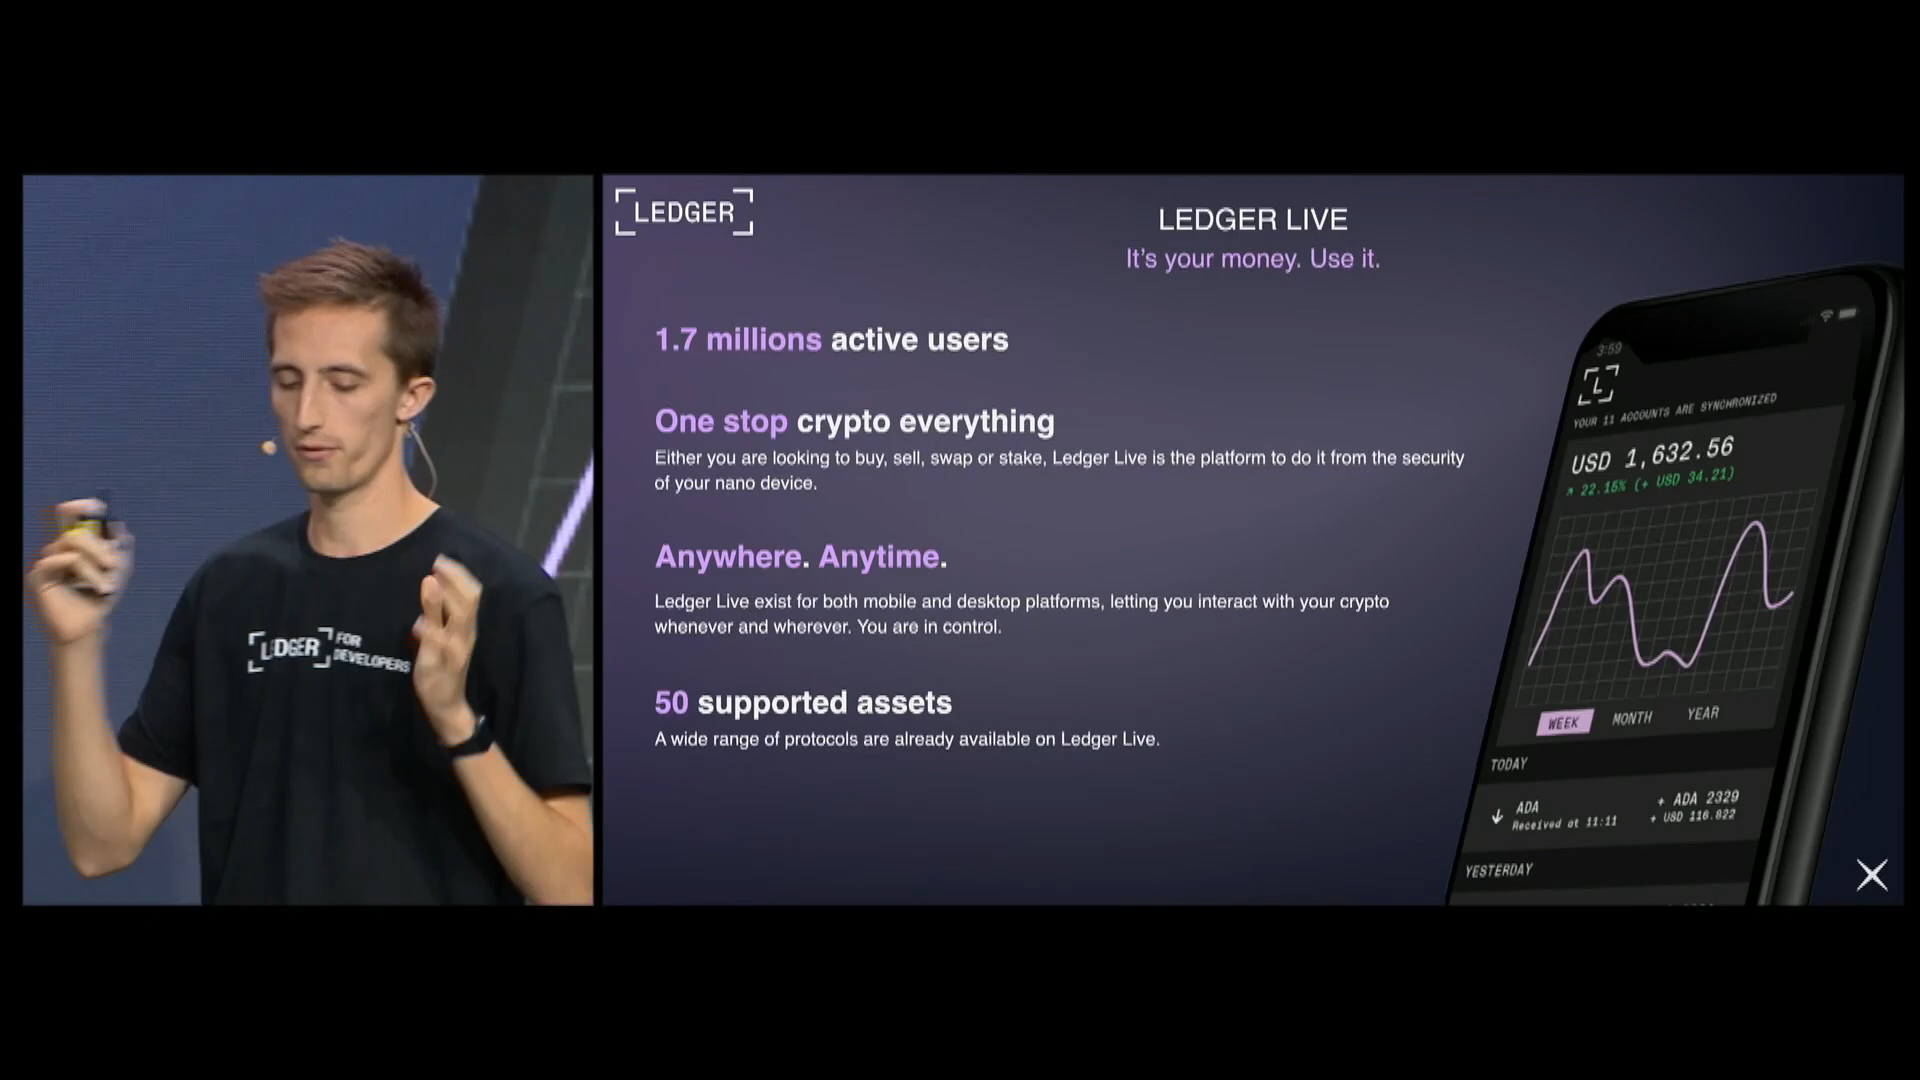 LEDGER
LEDGER LIVE
It's your money. Use it.
1.7 millions active users
One stop crypto everything
Either you are looking to buy, sell, swap or stake, Ledger Live is the platform to do it from the security
of your nano device.
Anywhere. Anytime.
Ledger Live exist for both mobile and desktop platforms, letting you interact with your crypto
whenever and wherever. You are in control.
50 supported assets
A wide range of protocols are already available on Ledger Live.
3:59
L
YOUR 11 ACCOUNTS ARE SYNCHRONIZED
USD 1,632.56
↗ 22.15% (+ USD 34.21)
WEEK MONTH YEAR
TODAY
ADA + ADA 2329
Received at 11:11 + USD 116.822
YESTERDAY
LEDGER FOR
DEVELOPERS